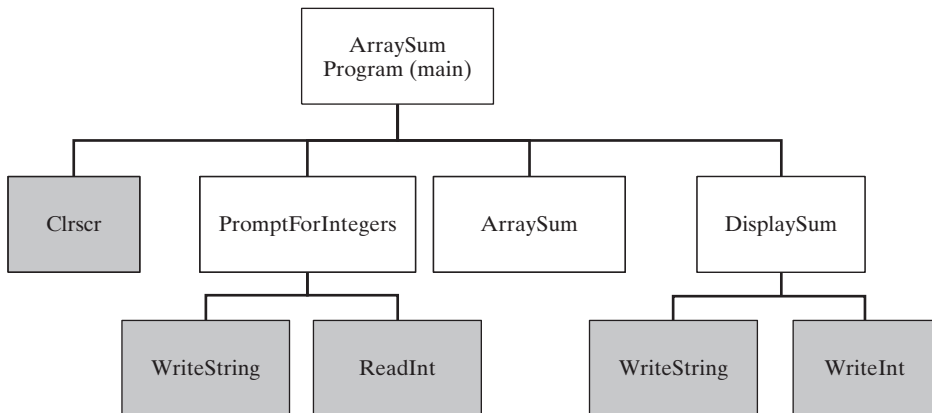 ArraySum
Program (main)
Clrscr
PromptForIntegers
ArraySum
DisplaySum
WriteString
ReadInt
WriteString
WriteInt